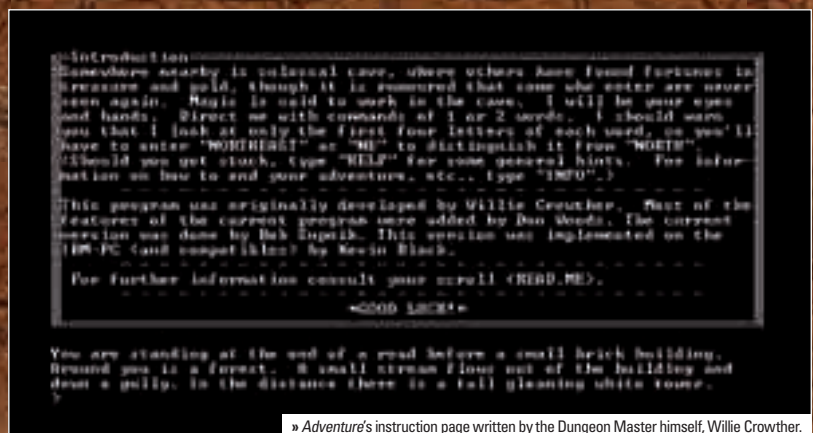 Introduction
Somewhere nearby is colossal cave, where others have found fortunes in
treasure and gold, though it is rumoured that some who enter are never
seen again. Magic is said to work in the cave. I will be your eyes
and hands. Direct me with commands of 1 or 2 words. I should warn
you that I look at only the first four letters of each word, so you'll
have to enter "NORTHEAST" as "NE" to distinguish it from "NORTH".
(Should you get stuck, type "HELP" for some general hints. For infor-
mation on how to end your adventure, etc., type "INFO".)
This program was originally developed by Willie Crowther. Most of the
features of the current program were added by Don Woods. The current
version was done by Bob This version was implemented on the
IBM-PC (and compatibles) by Kevin Black.
For further information consult your scroll (READ.ME).
GOOD LUCK!
You are standing at the end of a road before a small brick building.
Around you is a forest. A small stream flows out of the building and
down a gully. In the distance there is a tall gleaming white tower.
>
» Adventure's instruction page written by the Dungeon Master himself, Willie Crowther.